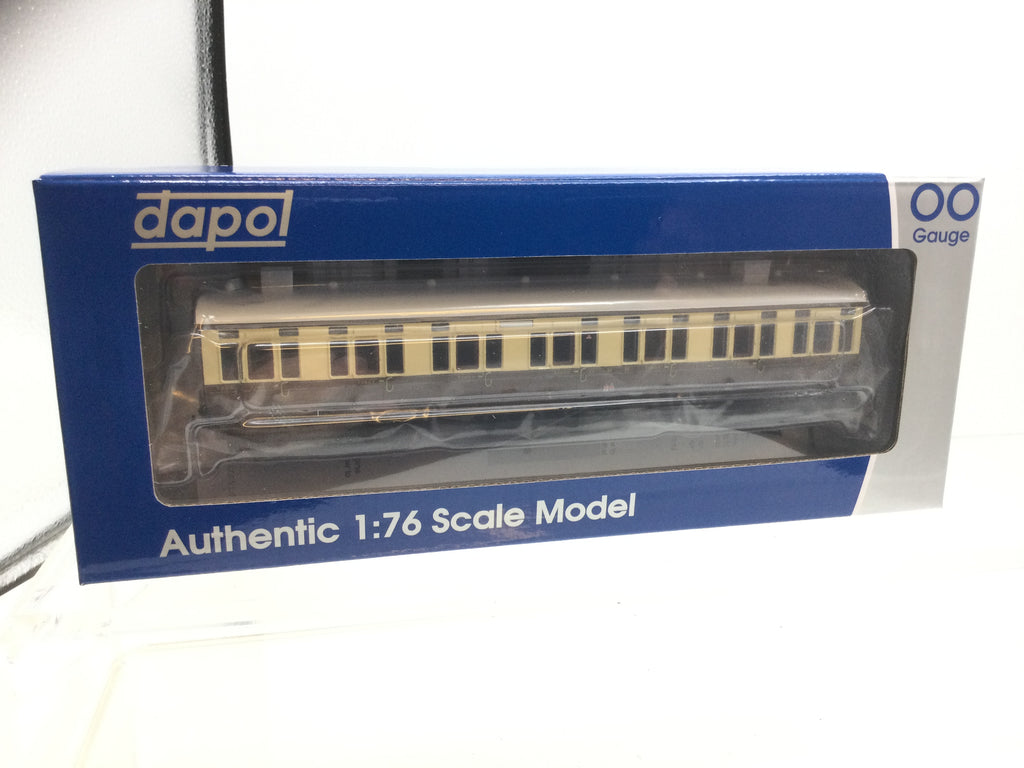 dapol
OO
Gauge
Authentic 1:76 Scale Model